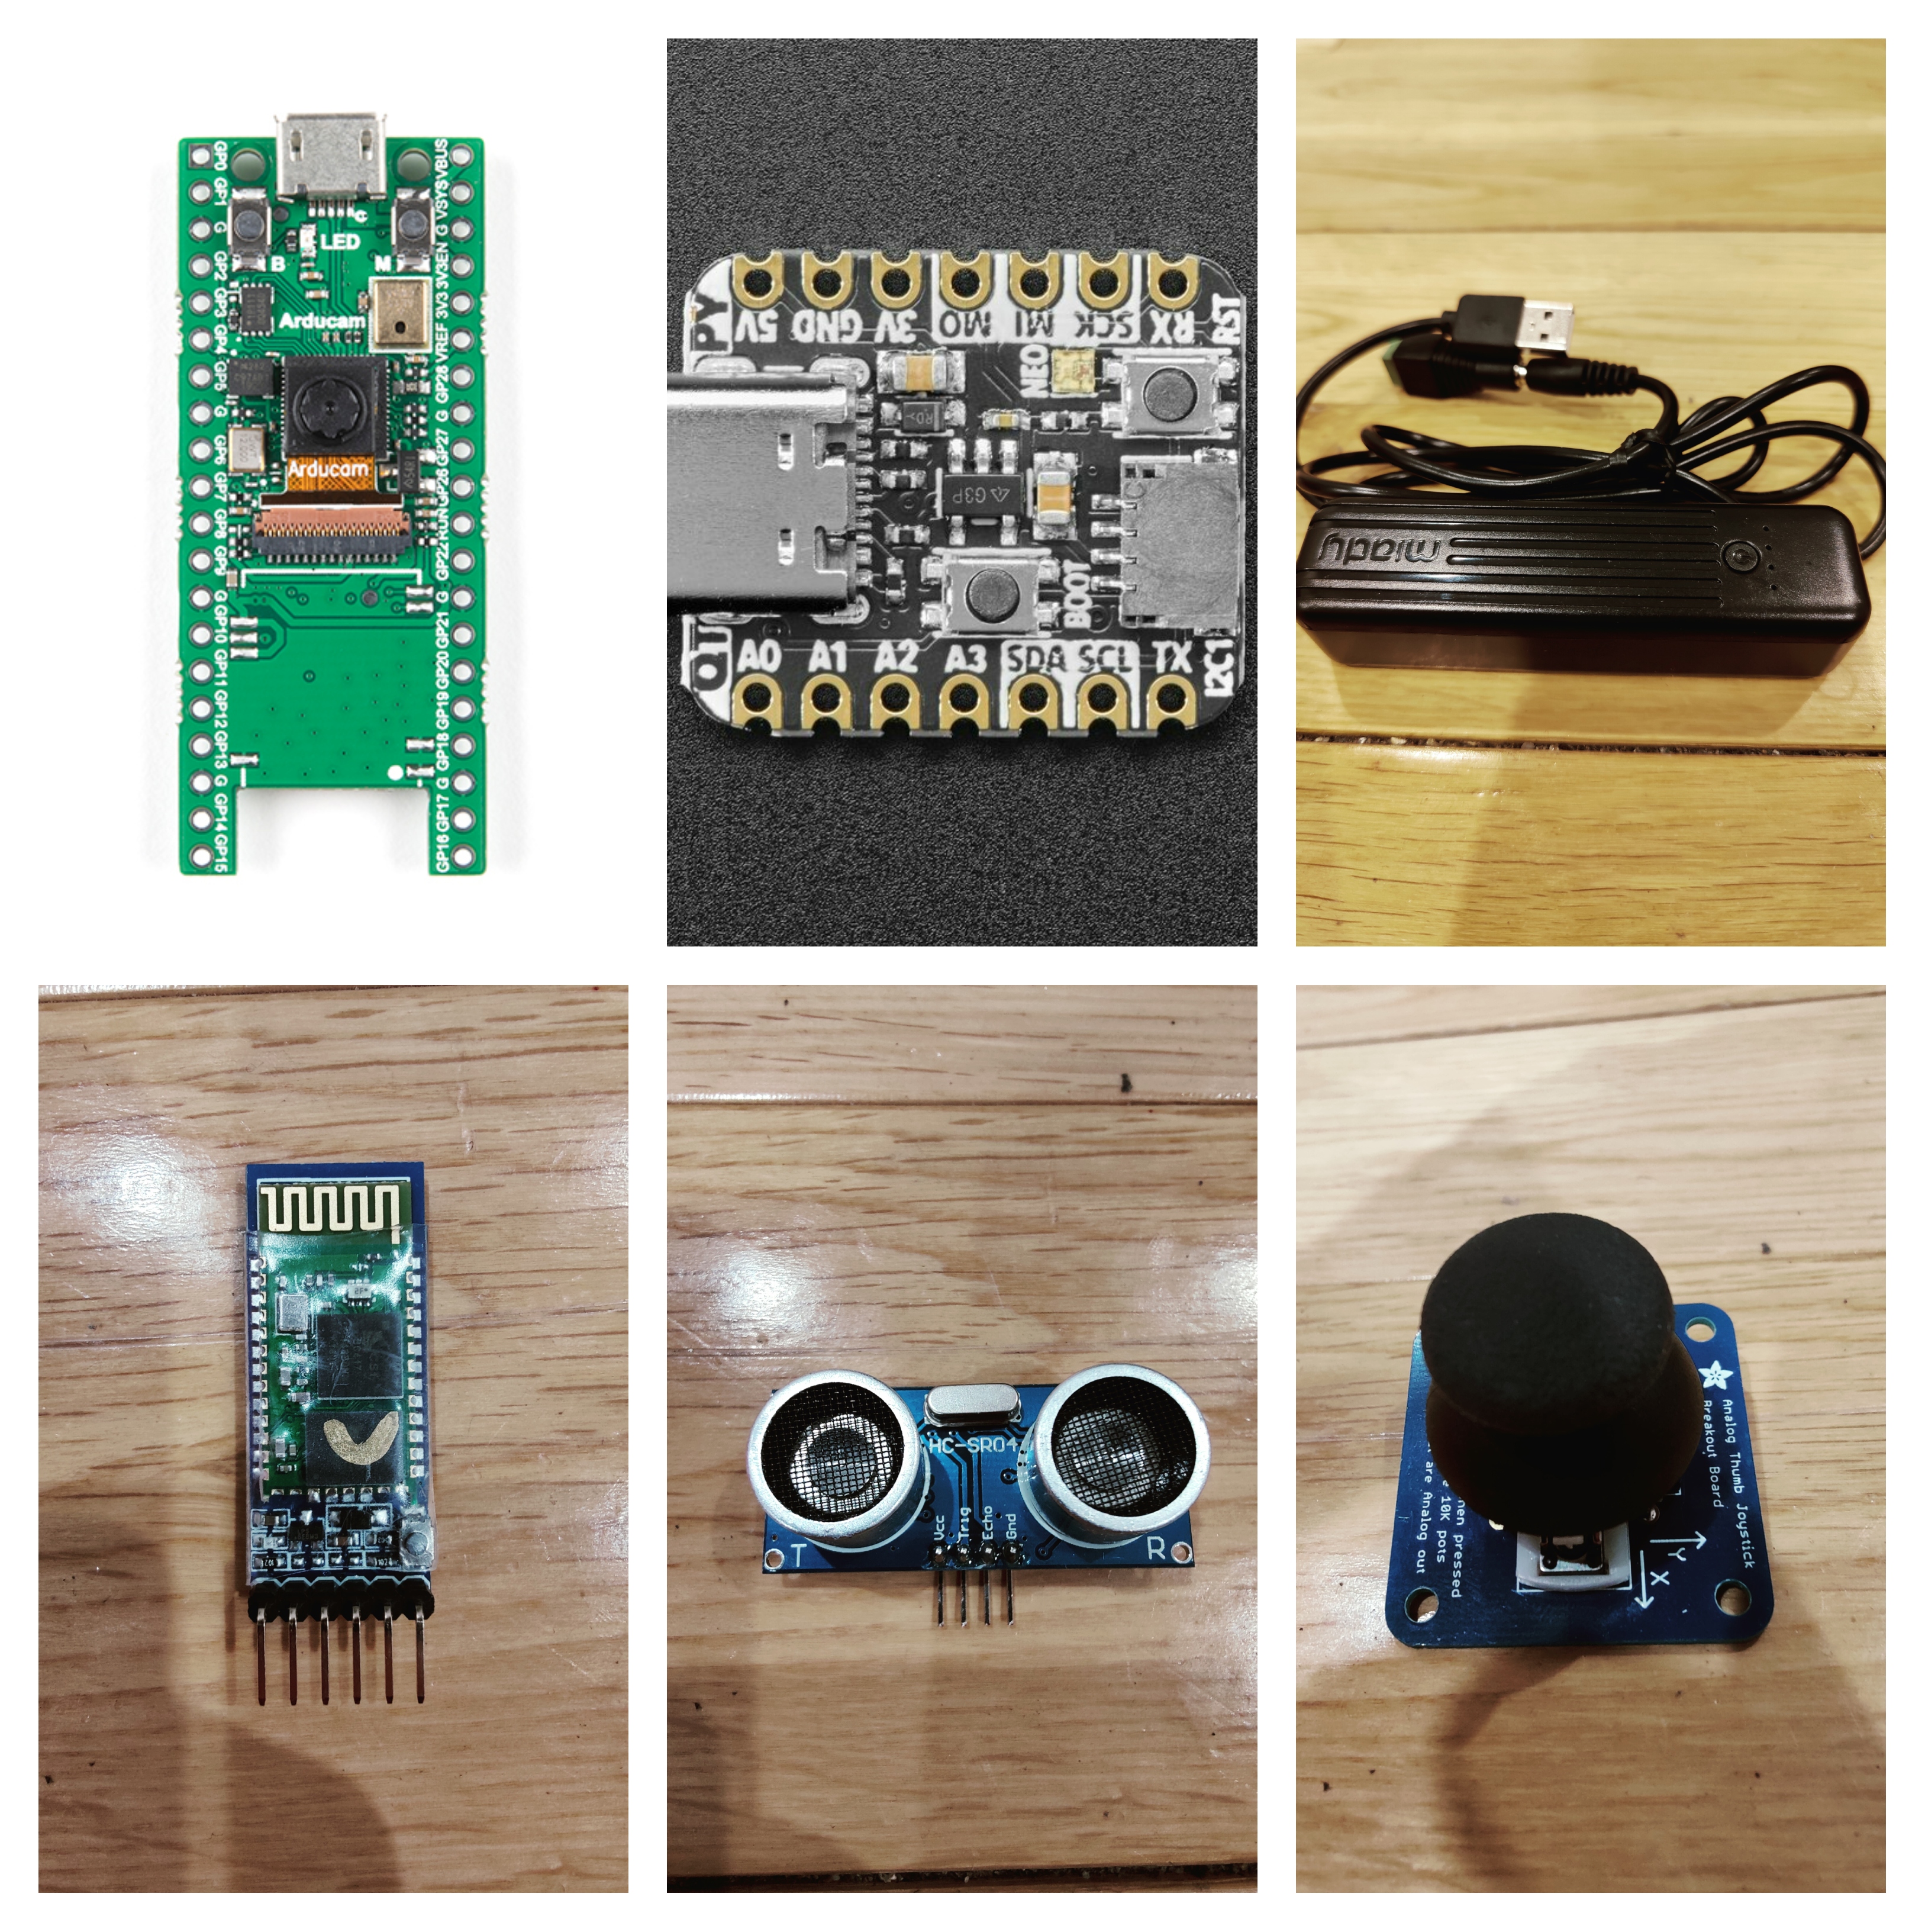 GP0
GP1
G
GP2
GP3
GP4
GP5
G
GP6
GP7
GP8
GP9
G
GP10
GP11
GP12
GP13
G
GP14
GP15
VBUS
VSYS
G
3V3EN
3V3
VREF
GP28
G
GP27
GP26
RUN
GP22
G
GP21
GP20
GP19
GP18
G
GP17
GP16
C
LED
B
M
Arducam
Arducam
PY
5V GND 3V MO MI SCK RX
RST
NEO
G3P
BOOT
A0 A1 A2 A3 SDA SCL TX
QT
I2C1
miady
HC-SR04
Vcc
Trig
Echo
Gnd
T
R
Analog Thumb Joystick
Breakout Board
Y
X
hen pressed
10K pots
are Analog out